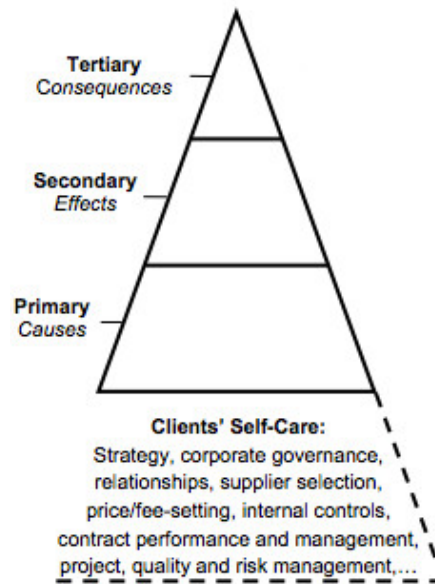 Tertiary
Consequences
Secondary
Effects
Primary
Causes
Clients' Self-Care:
Strategy, corporate governance,
relationships, supplier selection,
price/fee-setting, internal controls,
contract performance and management,
project, quality and risk management,...